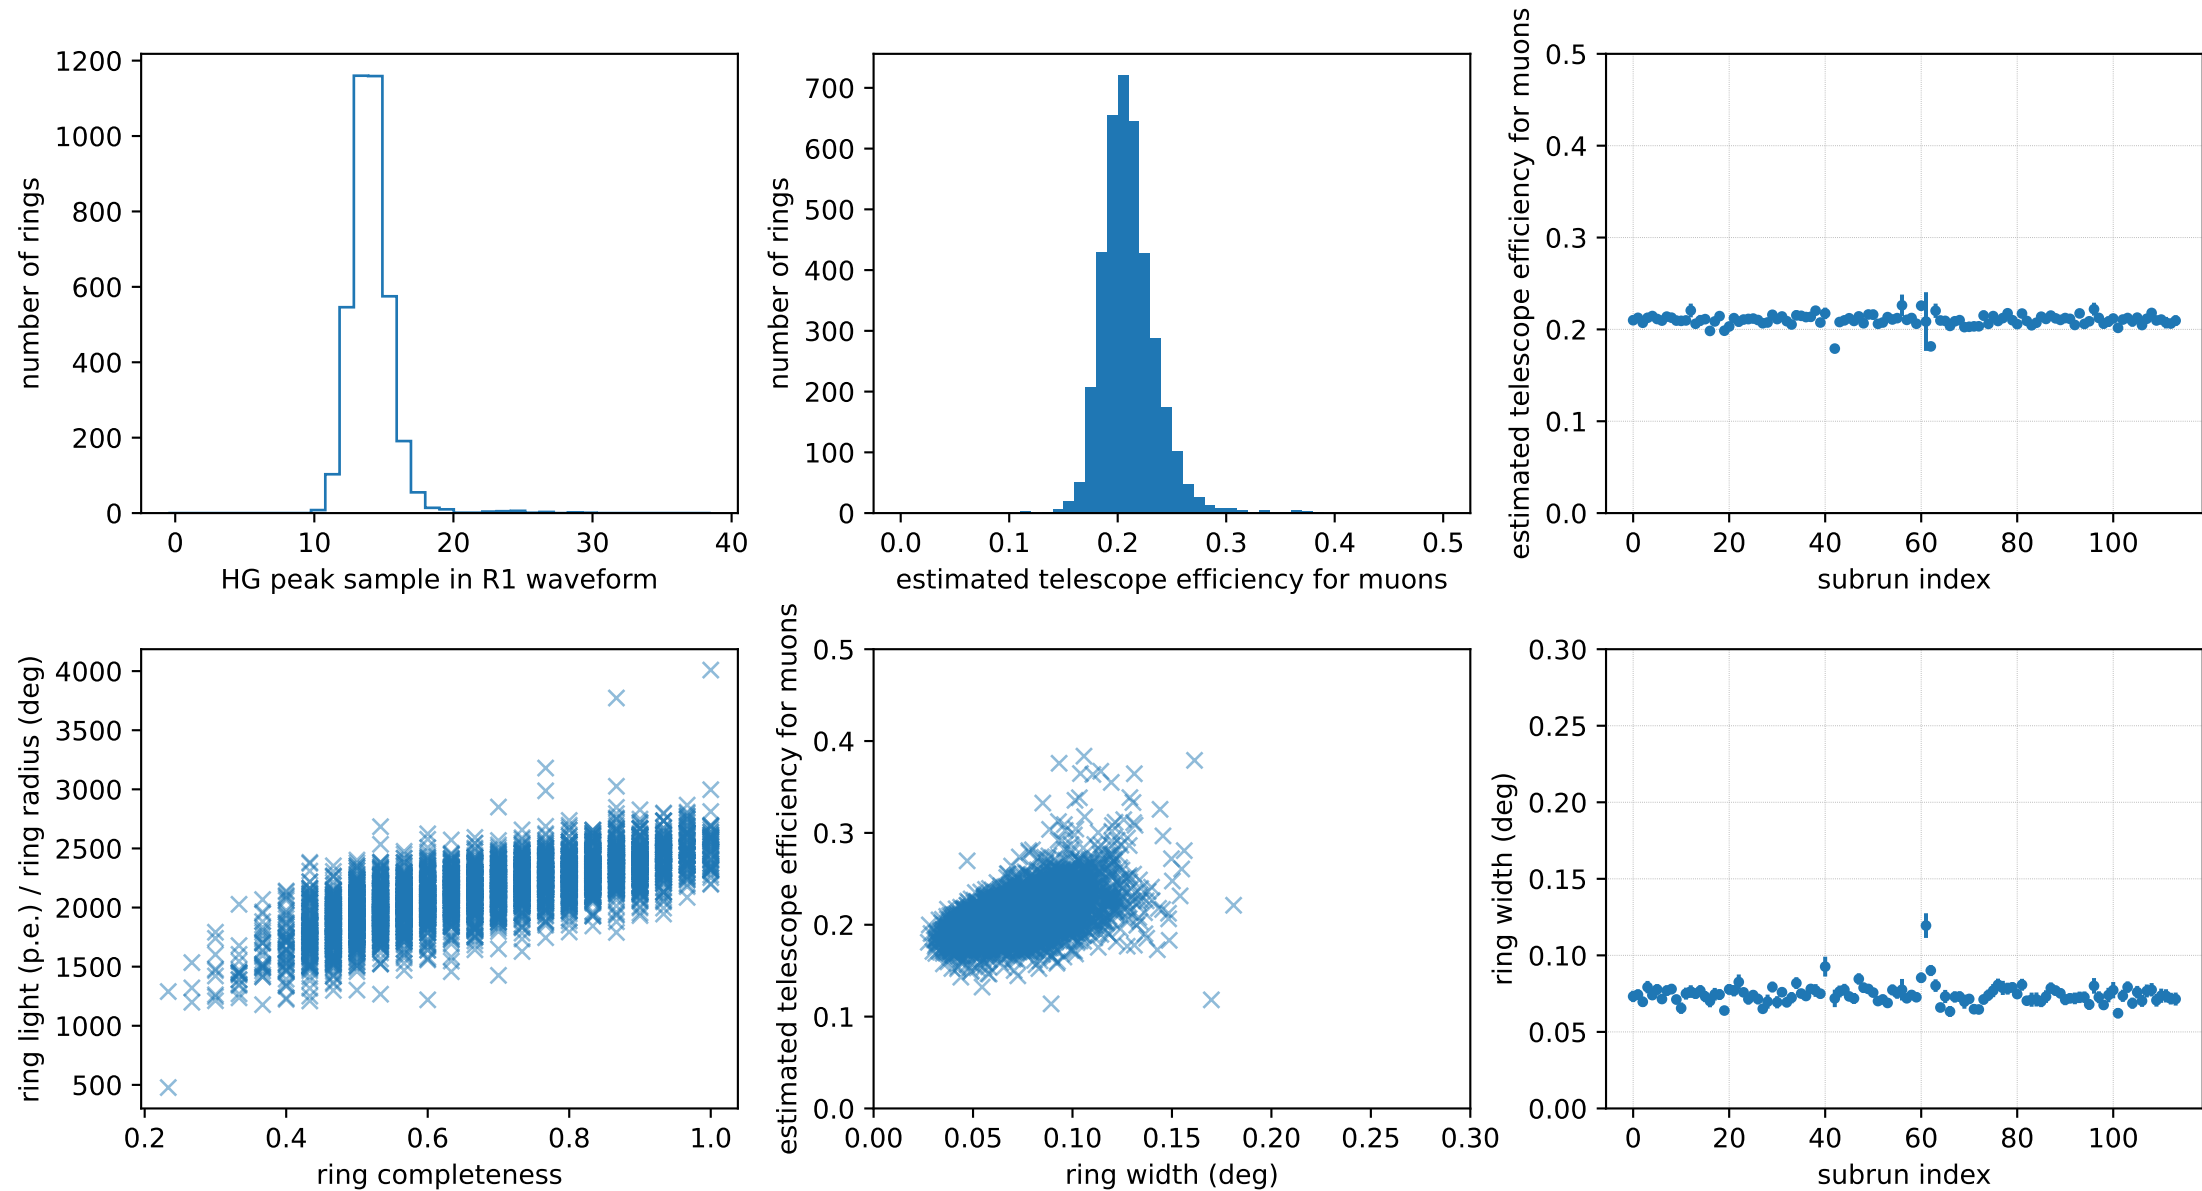 1200
1000
800
600
400
200
0
number of rings
0 10 20 30 40
HG peak sample in R1 waveform
700
600
500
400
300
200
100
0
number of rings
0.0 0.1 0.2 0.3 0.4 0.5
estimated telescope efficiency for muons
0.5
0.4
0.3
0.2
0.1
0.0
estimated telescope efficiency for muons
0 20 40 60 80 100
subrun index
4000
3500
3000
2500
2000
1500
1000
500
ring light (p.e.) / ring radius (deg)
0.2 0.4 0.6 0.8 1.0
ring completeness
0.5
0.4
0.3
0.2
0.1
0.0
estimated telescope efficiency for muons
0.00 0.05 0.10 0.15 0.20 0.25 0.30
ring width (deg)
0.30
0.25
0.20
0.15
0.10
0.05
0.00
ring width (deg)
0 20 40 60 80 100
subrun index